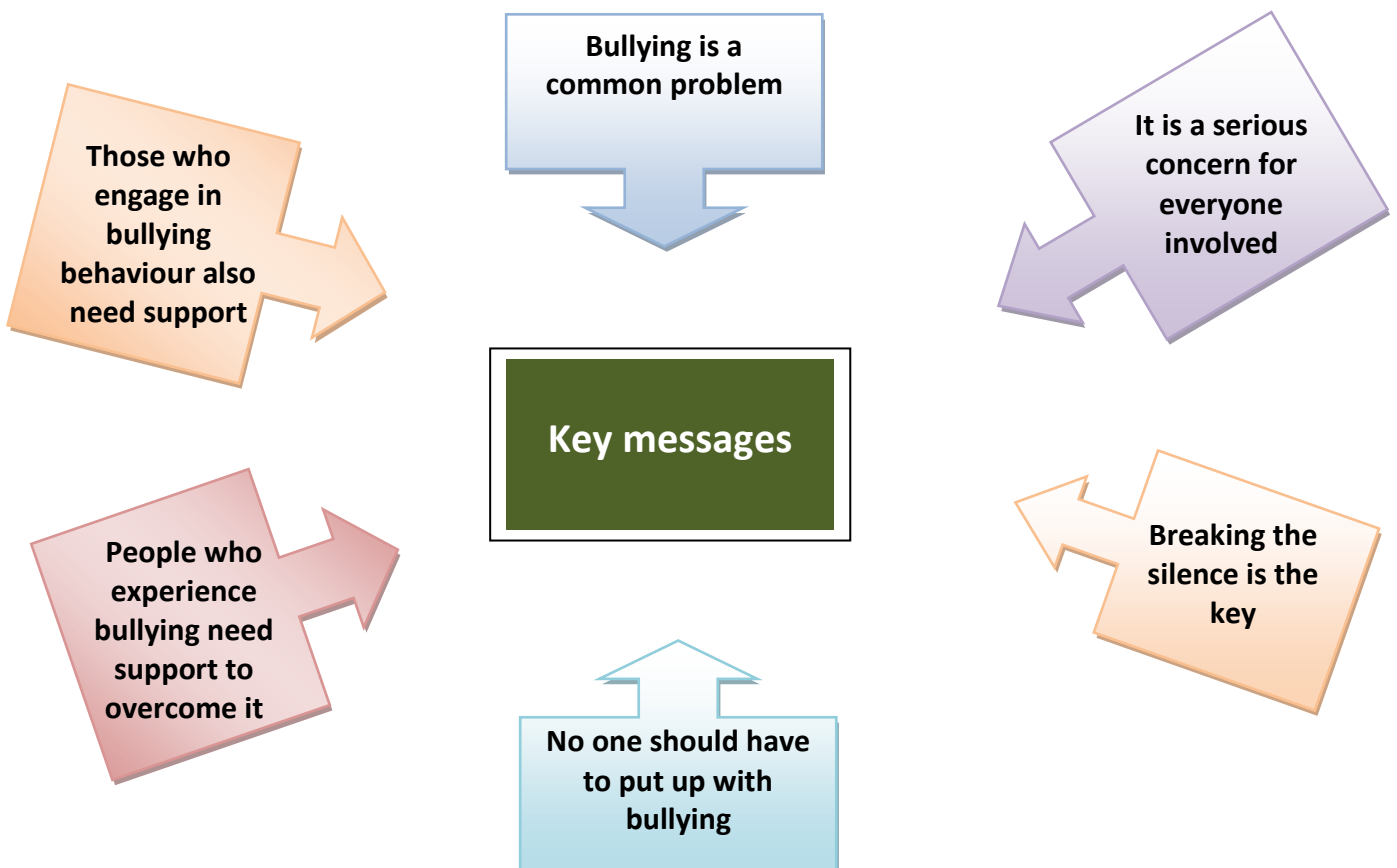 Bullying is a
common problem
It is a serious
concern for
everyone
involved
Those who
engage in
bullying
behaviour also
need support
Key messages
Breaking the
silence is the
key
People who
experience
bullying need
support to
overcome it
No one should have
to put up with
bullying